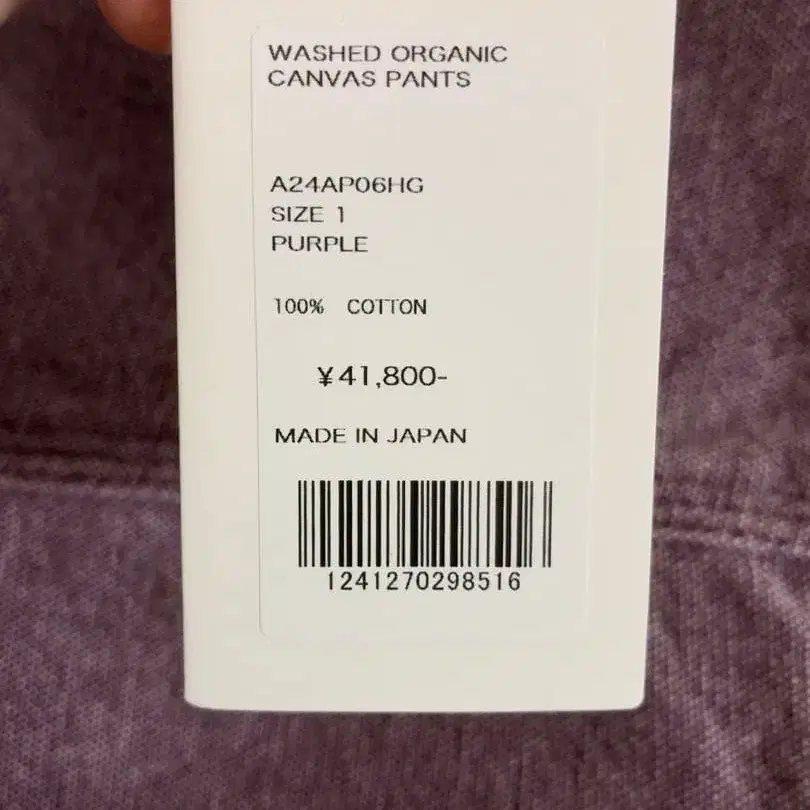 WASHED ORGANIC
CANVAS PANTS
A24AP06HG
SIZE 1
PURPLE
100% COTTON
¥41,800-
MADE IN JAPAN
1241270298516